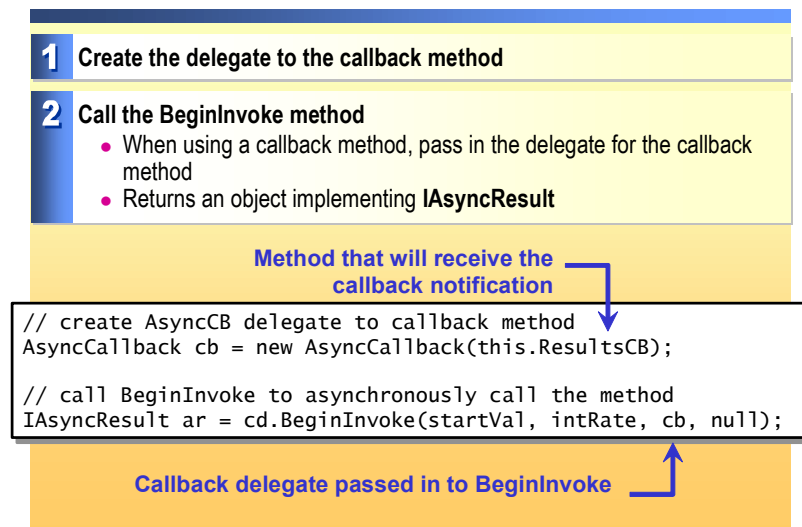 1 Create the delegate to the callback method
2 Call the BeginInvoke method
● When using a callback method, pass in the delegate for the callback
method
● Returns an object implementing IAsyncResult
Method that will receive the
callback notification
// create AsyncCB delegate to callback method
AsyncCallback cb = new AsyncCallback(this.ResultsCB);
// call BeginInvoke to asynchronously call the method
IAsyncResult ar = cd.BeginInvoke(startVal, intRate, cb, null);
Callback delegate passed in to BeginInvoke